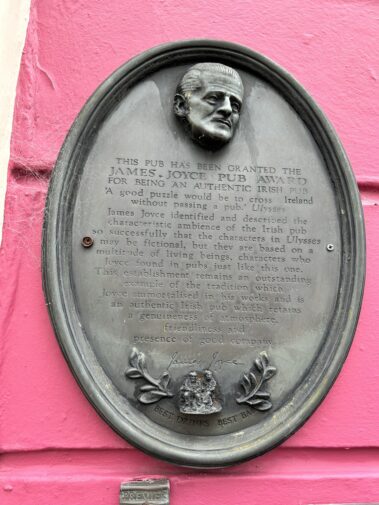 THIS PUB HAS BEEN GRANTED THE
JAMES JOYCE PUB AWARD
FOR BEING AN AUTHENTIC IRISH PUB
'A good puzzle would be to cross Ireland
without passing a pub.' Ulysses
James Joyce identified and described the
characteristic ambience of the Irish pub
so successfully that the characters in Ulysses
may be fictional, but they are based on a
multitude of living beings, characters who
Joyce found in pubs just like this one.
This establishment remains an outstanding
example of the tradition which
Joyce immortalised in his works and is
an authentic Irish pub which retains
a genuineness of atmosphere,
friendliness and
presence of good company.
James Joyce
BEST DRINKS BEST BA
PREMIER